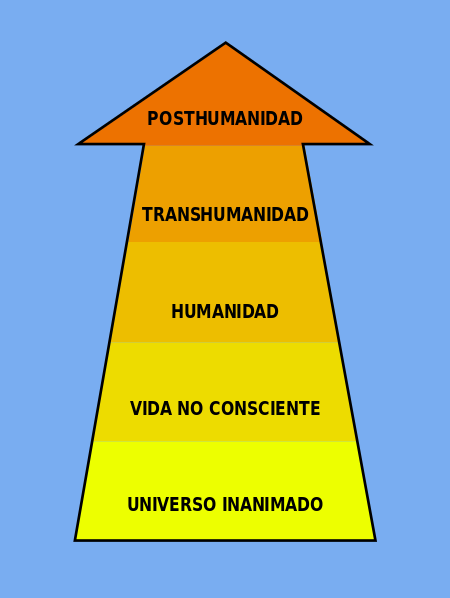 POSTHUMANIDAD
TRANSHUMANIDAD
HUMANIDAD
VIDA NO CONSCIENTE
UNIVERSO INANIMADO